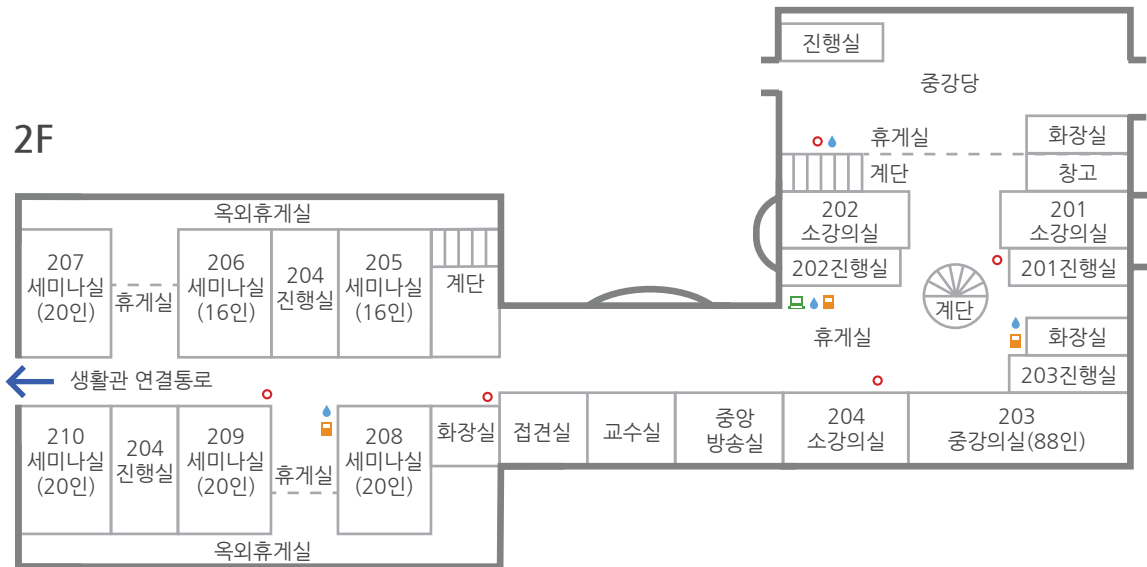 2F
진행실
중강당
휴게실
화장실
계단
창고
202
소강의실
201
소강의실
202진행실
201진행실
계단
휴게실
화장실
203진행실
옥외휴게실
207
세미나실
(20인)
휴게실
206
세미나실
(16인)
204
진행실
205
세미나실
(16인)
계단
생활관 연결통로
210
세미나실
(20인)
204
진행실
209
세미나실
(20인)
휴게실
208
세미나실
(20인)
화장실
접견실
교수실
중앙
방송실
204
소강의실
203
중강의실(88인)
옥외휴게실